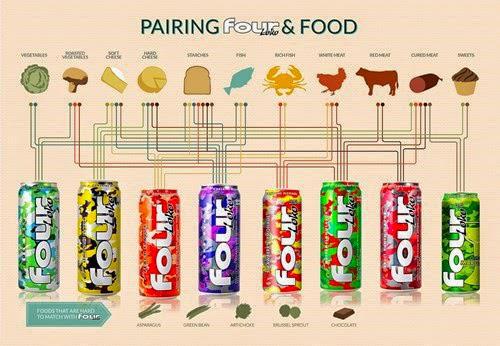 PAIRING four Loko & FOOD
VEGETABLES
ROASTED
VEGETABLES
SOFT
CHEESE
HARD
CHEESE
STARCHES
FISH
RICH FISH
WHITE MEAT
RED MEAT
CURED MEAT
SWEETS
four Loko
four
four Loko
four Loko
four Loko
four Loko
four Loko
four
FOODS THAT ARE HARD
TO MATCH WITH four
ASPARAGUS
GREEN BEAN
ARTICHOKE
BRUSSEL SPROUT
CHOCOLATE